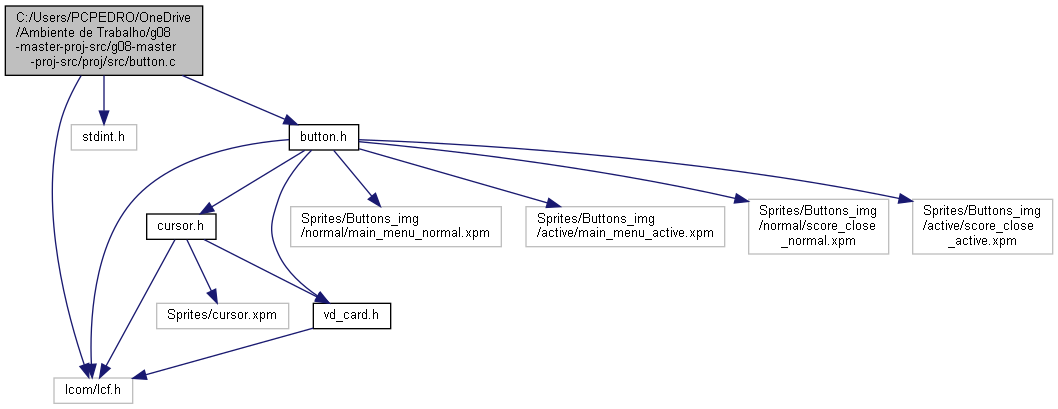 C:/Users/PCPEDRO/OneDrive
/Ambiente de Trabalho/g08
-master-proj-src/g08-master
-proj-src/proj/src/button.c
stdint.h
button.h
cursor.h
Sprites/Buttons_img
/normal/main_menu_normal.xpm
Sprites/Buttons_img
/active/main_menu_active.xpm
Sprites/Buttons_img
/normal/score_close
_normal.xpm
Sprites/Buttons_img
/active/score_close
_active.xpm
Sprites/cursor.xpm
vd_card.h
lcom/lcf.h